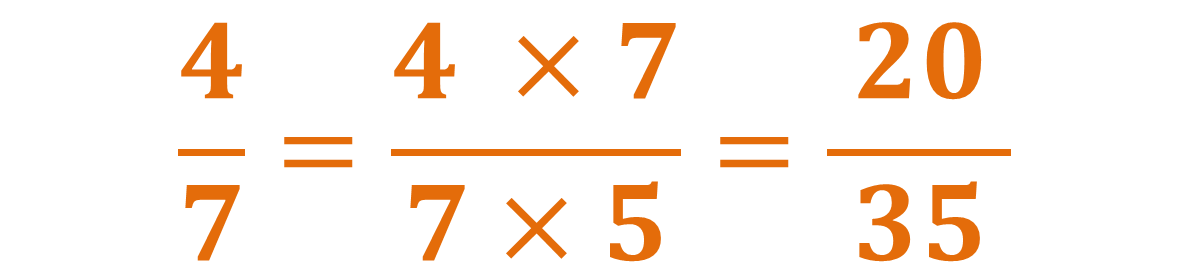 4/7 = (4 × 7)/(7 × 5) = 20/35